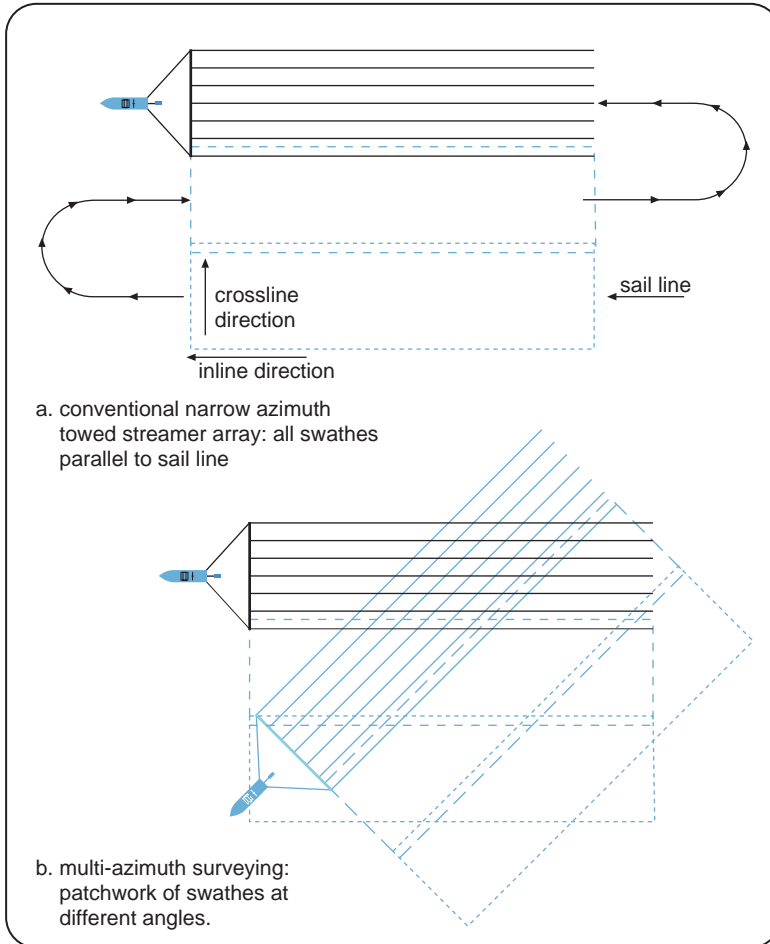 crossline
direction
sail line
inline direction
a. conventional narrow azimuth
towed streamer array: all swathes
parallel to sail line
b. multi-azimuth surveying:
patchwork of swathes at
different angles.